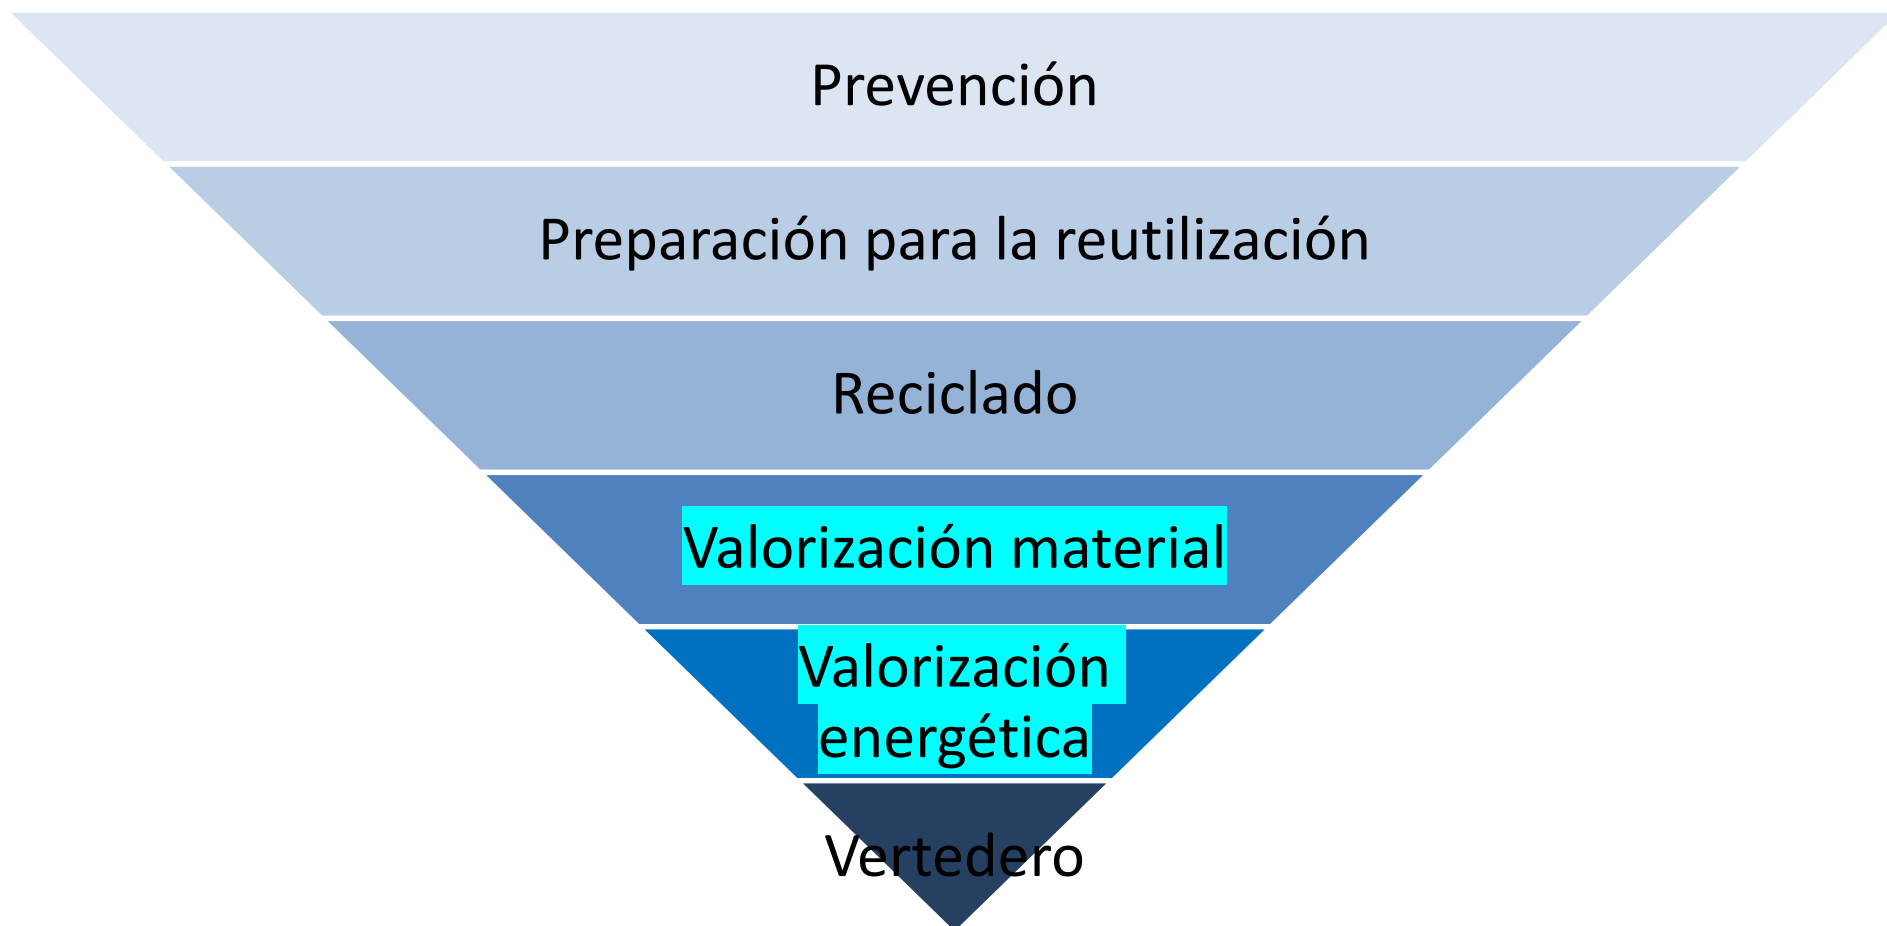 Prevención
Preparación para la reutilización
Reciclado
Valorización material
Valorización
energética
Vertedero